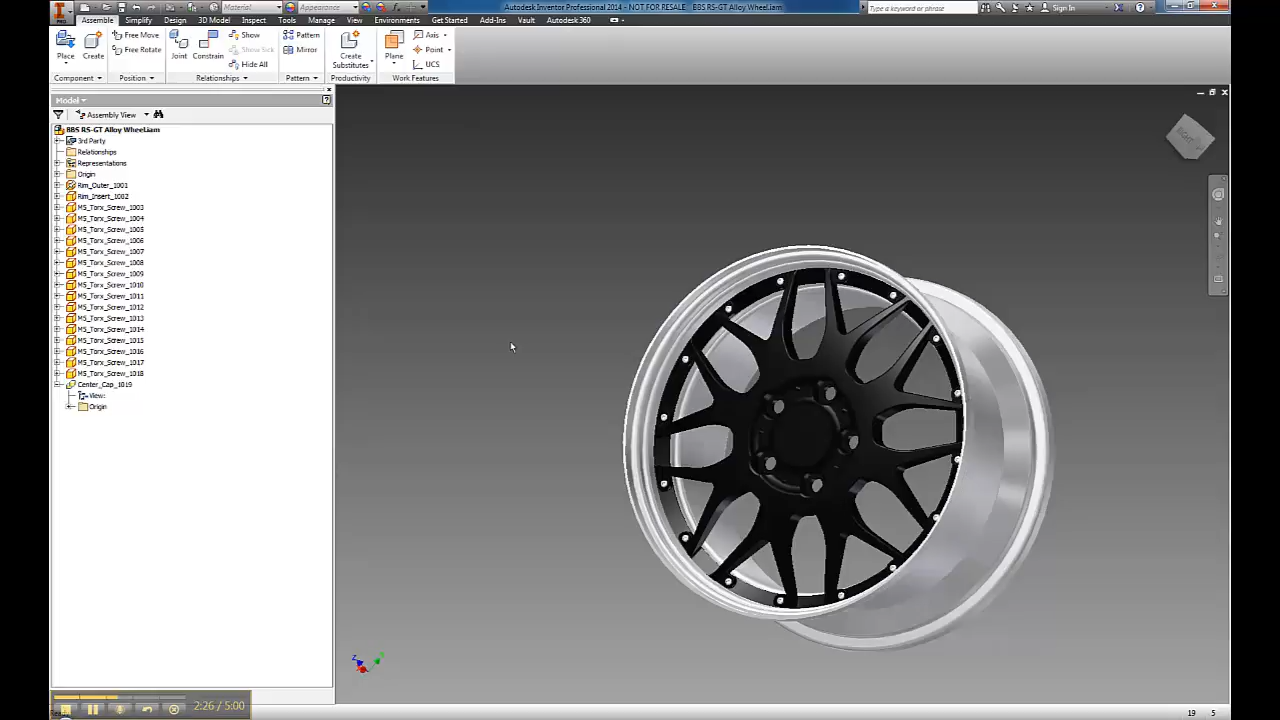 PRO
Material
Appearance
Autodesk Inventor Professional 2014 - NOT FOR RESALE - BBS RS-GT Alloy Wheel.iam
Type a keyword or phrase
Sign In
Assemble Simplify Design 3D Model Inspect Tools Manage View Environments Get Started Add-Ins Vault Autodesk 360
Place
Create
Free Move
Free Rotate
Joint
Constrain
Show
Show Sick
Hide All
Pattern
Mirror
Create
Substitutes
Plane
Axis
Point
UCS
Component Position Relationships Pattern Productivity Work Features
Model
Assembly View
BBS RS-GT Alloy Wheel.iam
3rd Party
Relationships
Representations
Origin
Rim_Outer_1001
Rim_Insert_1002
M5_Torx_Screw_1003
M5_Torx_Screw_1004
M5_Torx_Screw_1005
M5_Torx_Screw_1006
M5_Torx_Screw_1007
M5_Torx_Screw_1008
M5_Torx_Screw_1009
M5_Torx_Screw_1010
M5_Torx_Screw_1011
M5_Torx_Screw_1012
M5_Torx_Screw_1013
M5_Torx_Screw_1014
M5_Torx_Screw_1015
M5_Torx_Screw_1016
M5_Torx_Screw_1017
M5_Torx_Screw_1018
Center_Cap_1019
View:
Origin
RIGHT
Z
Y
2:26 / 5:00
19 5